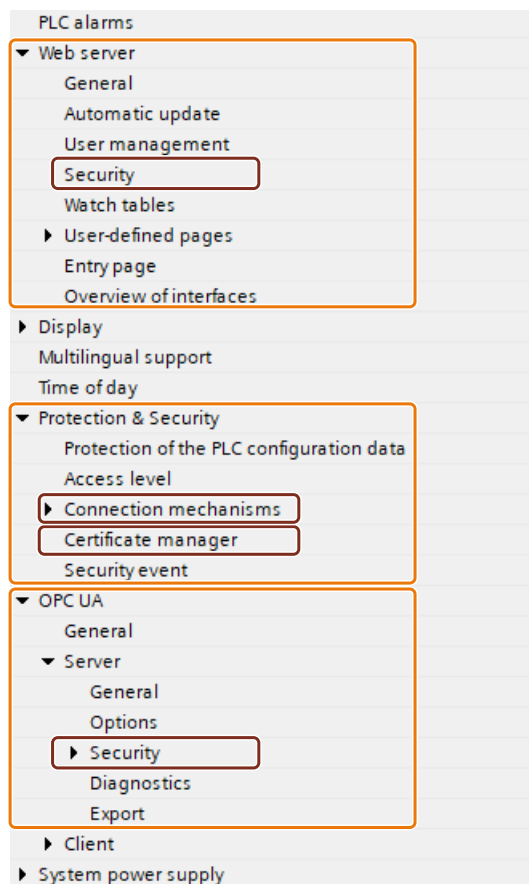 PLC alarms
Web server
General
Automatic update
User management
Security
Watch tables
User-defined pages
Entry page
Overview of interfaces
Display
Multilingual support
Time of day
Protection & Security
Protection of the PLC configuration data
Access level
Connection mechanisms
Certificate manager
Security event
OPC UA
General
Server
General
Options
Security
Diagnostics
Export
Client
System power supply